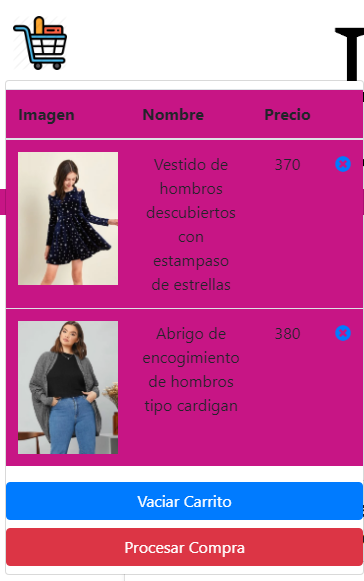 Imagen Nombre Precio
Vestido de 370
hombros
descubiertos
con
estampaso
de estrellas
Abrigo de 380
encogimiento
de hombros
tipo cardigan
Vaciar Carrito
Procesar Compra